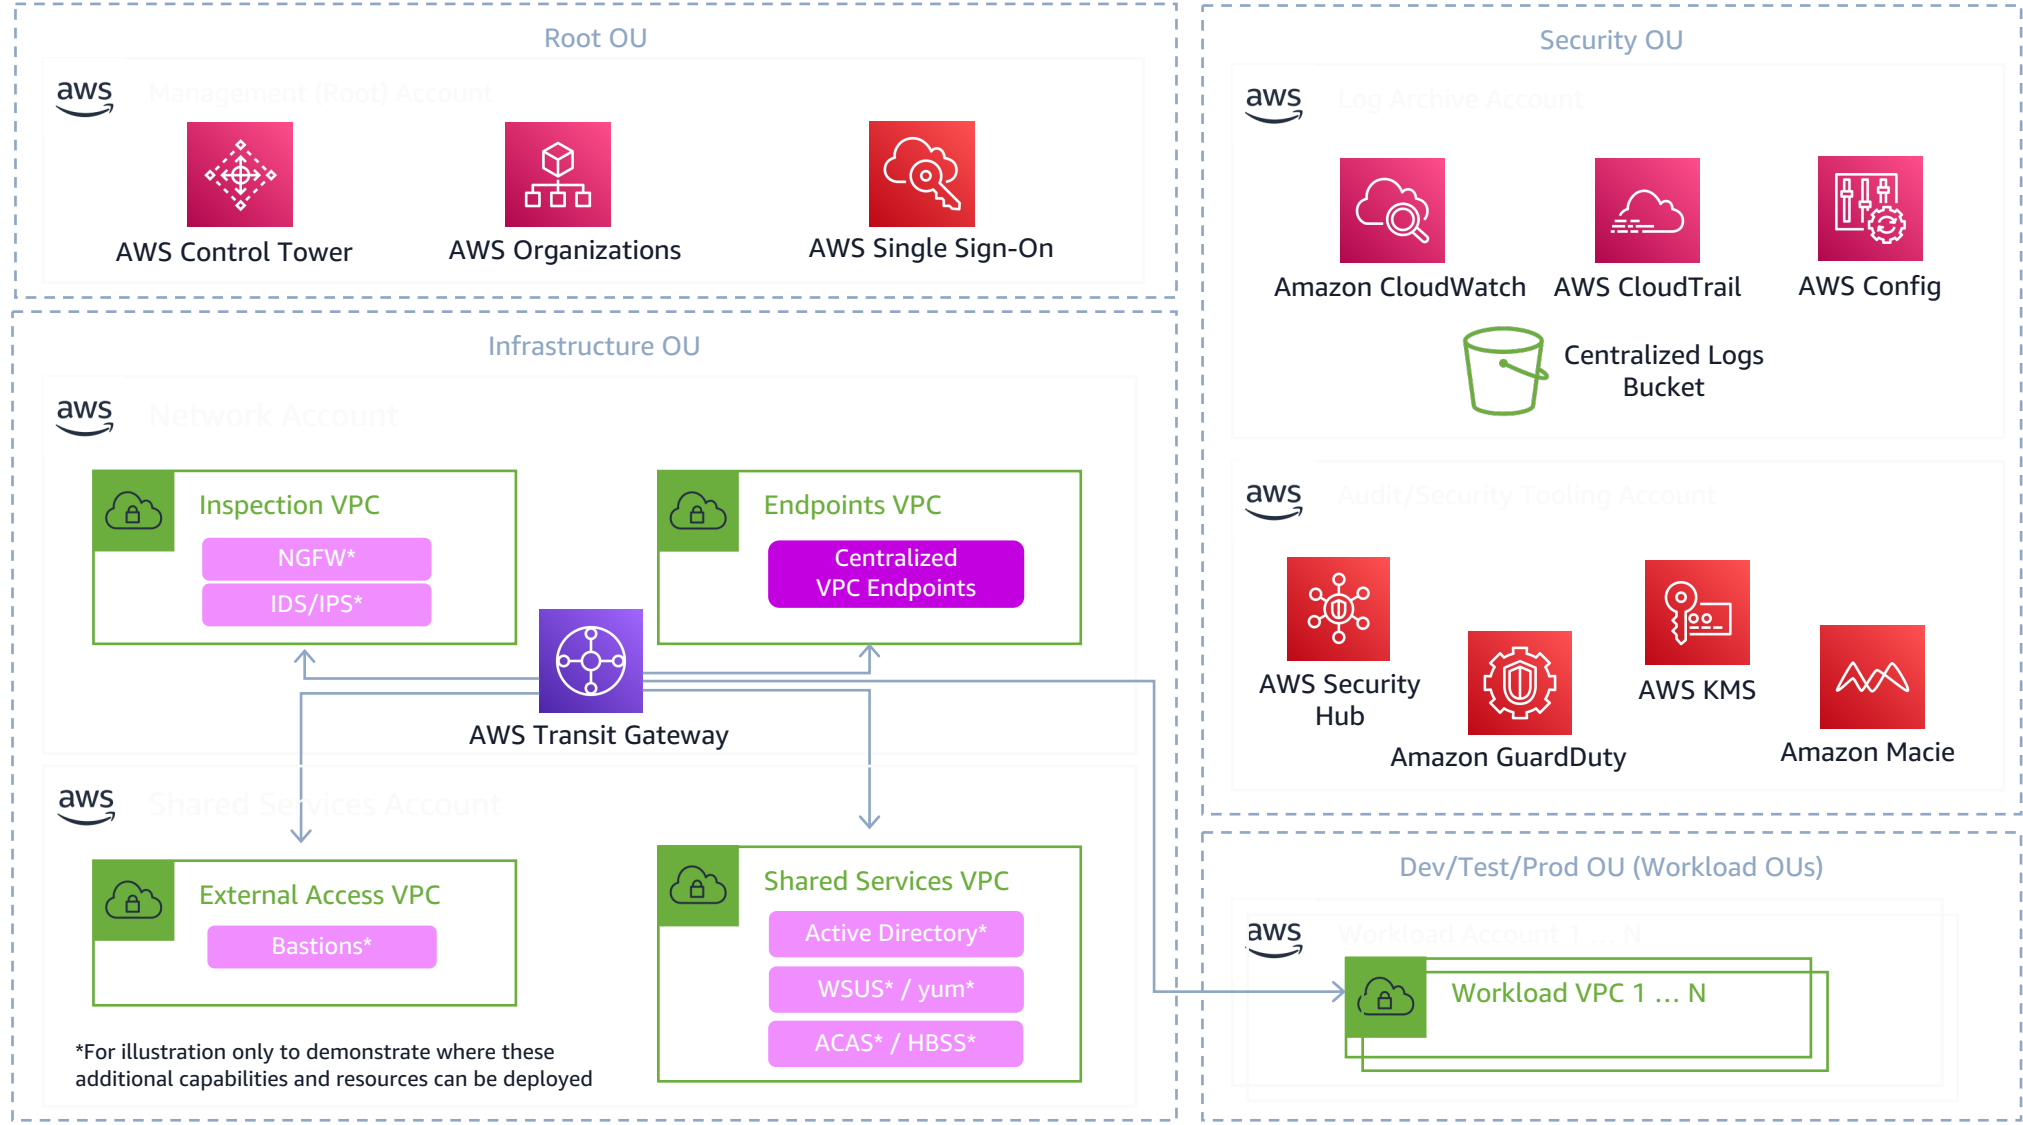 Root OU
aws
Management (Root) Account
AWS Control Tower
AWS Organizations
AWS Single Sign-On
Infrastructure OU
aws
Network Account
Inspection VPC
NGFW*
IDS/IPS*
Endpoints VPC
Centralized
VPC Endpoints
AWS Transit Gateway
aws
Shared Services Account
External Access VPC
Bastions*
Shared Services VPC
Active Directory*
WSUS* / yum*
ACAS* / HBSS*
*For illustration only to demonstrate where these
additional capabilities and resources can be deployed
Security OU
aws
Log Archive Account
Amazon CloudWatch
AWS CloudTrail
AWS Config
Centralized Logs
Bucket
aws
Audit/Security Tooling Account
AWS Security
Hub
Amazon GuardDuty
AWS KMS
Amazon Macie
Dev/Test/Prod OU (Workload OUs)
aws
Workload Account 1 ... N
Workload VPC 1 ... N